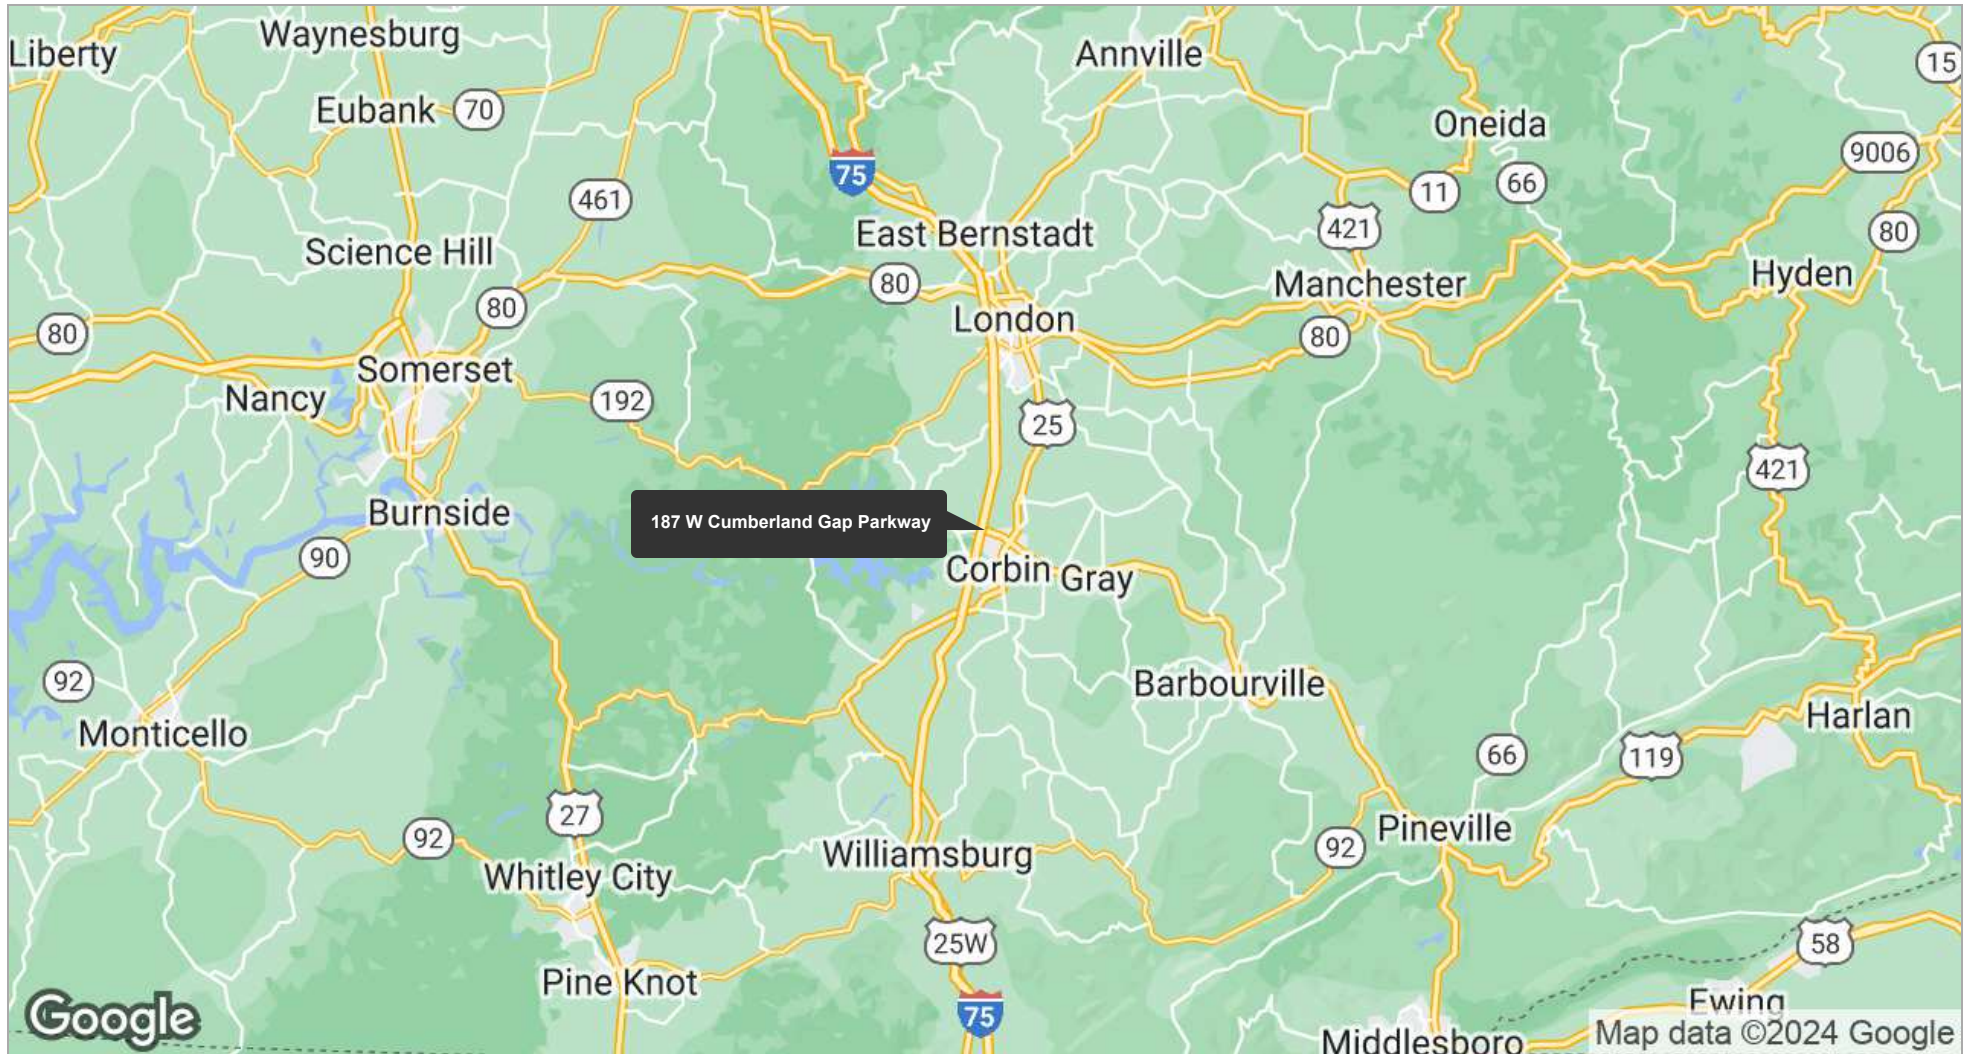 Liberty
Waynesburg
Annville
15
Eubank
70
Oneida
9006
75
461
11
66
421
80
East Bernstadt
Science Hill
80
Manchester
Hyden
80
80
London
80
Somerset
Nancy
192
25
421
Burnside
187 W Cumberland Gap Parkway
90
Corbin
Gray
92
Barbourville
Monticello
Harlan
66
119
27
92
Williamsburg
92
Pineville
Whitley City
25W
58
Pine Knot
Ewing
75
Google
Middlesboro
Map data ©2024 Google